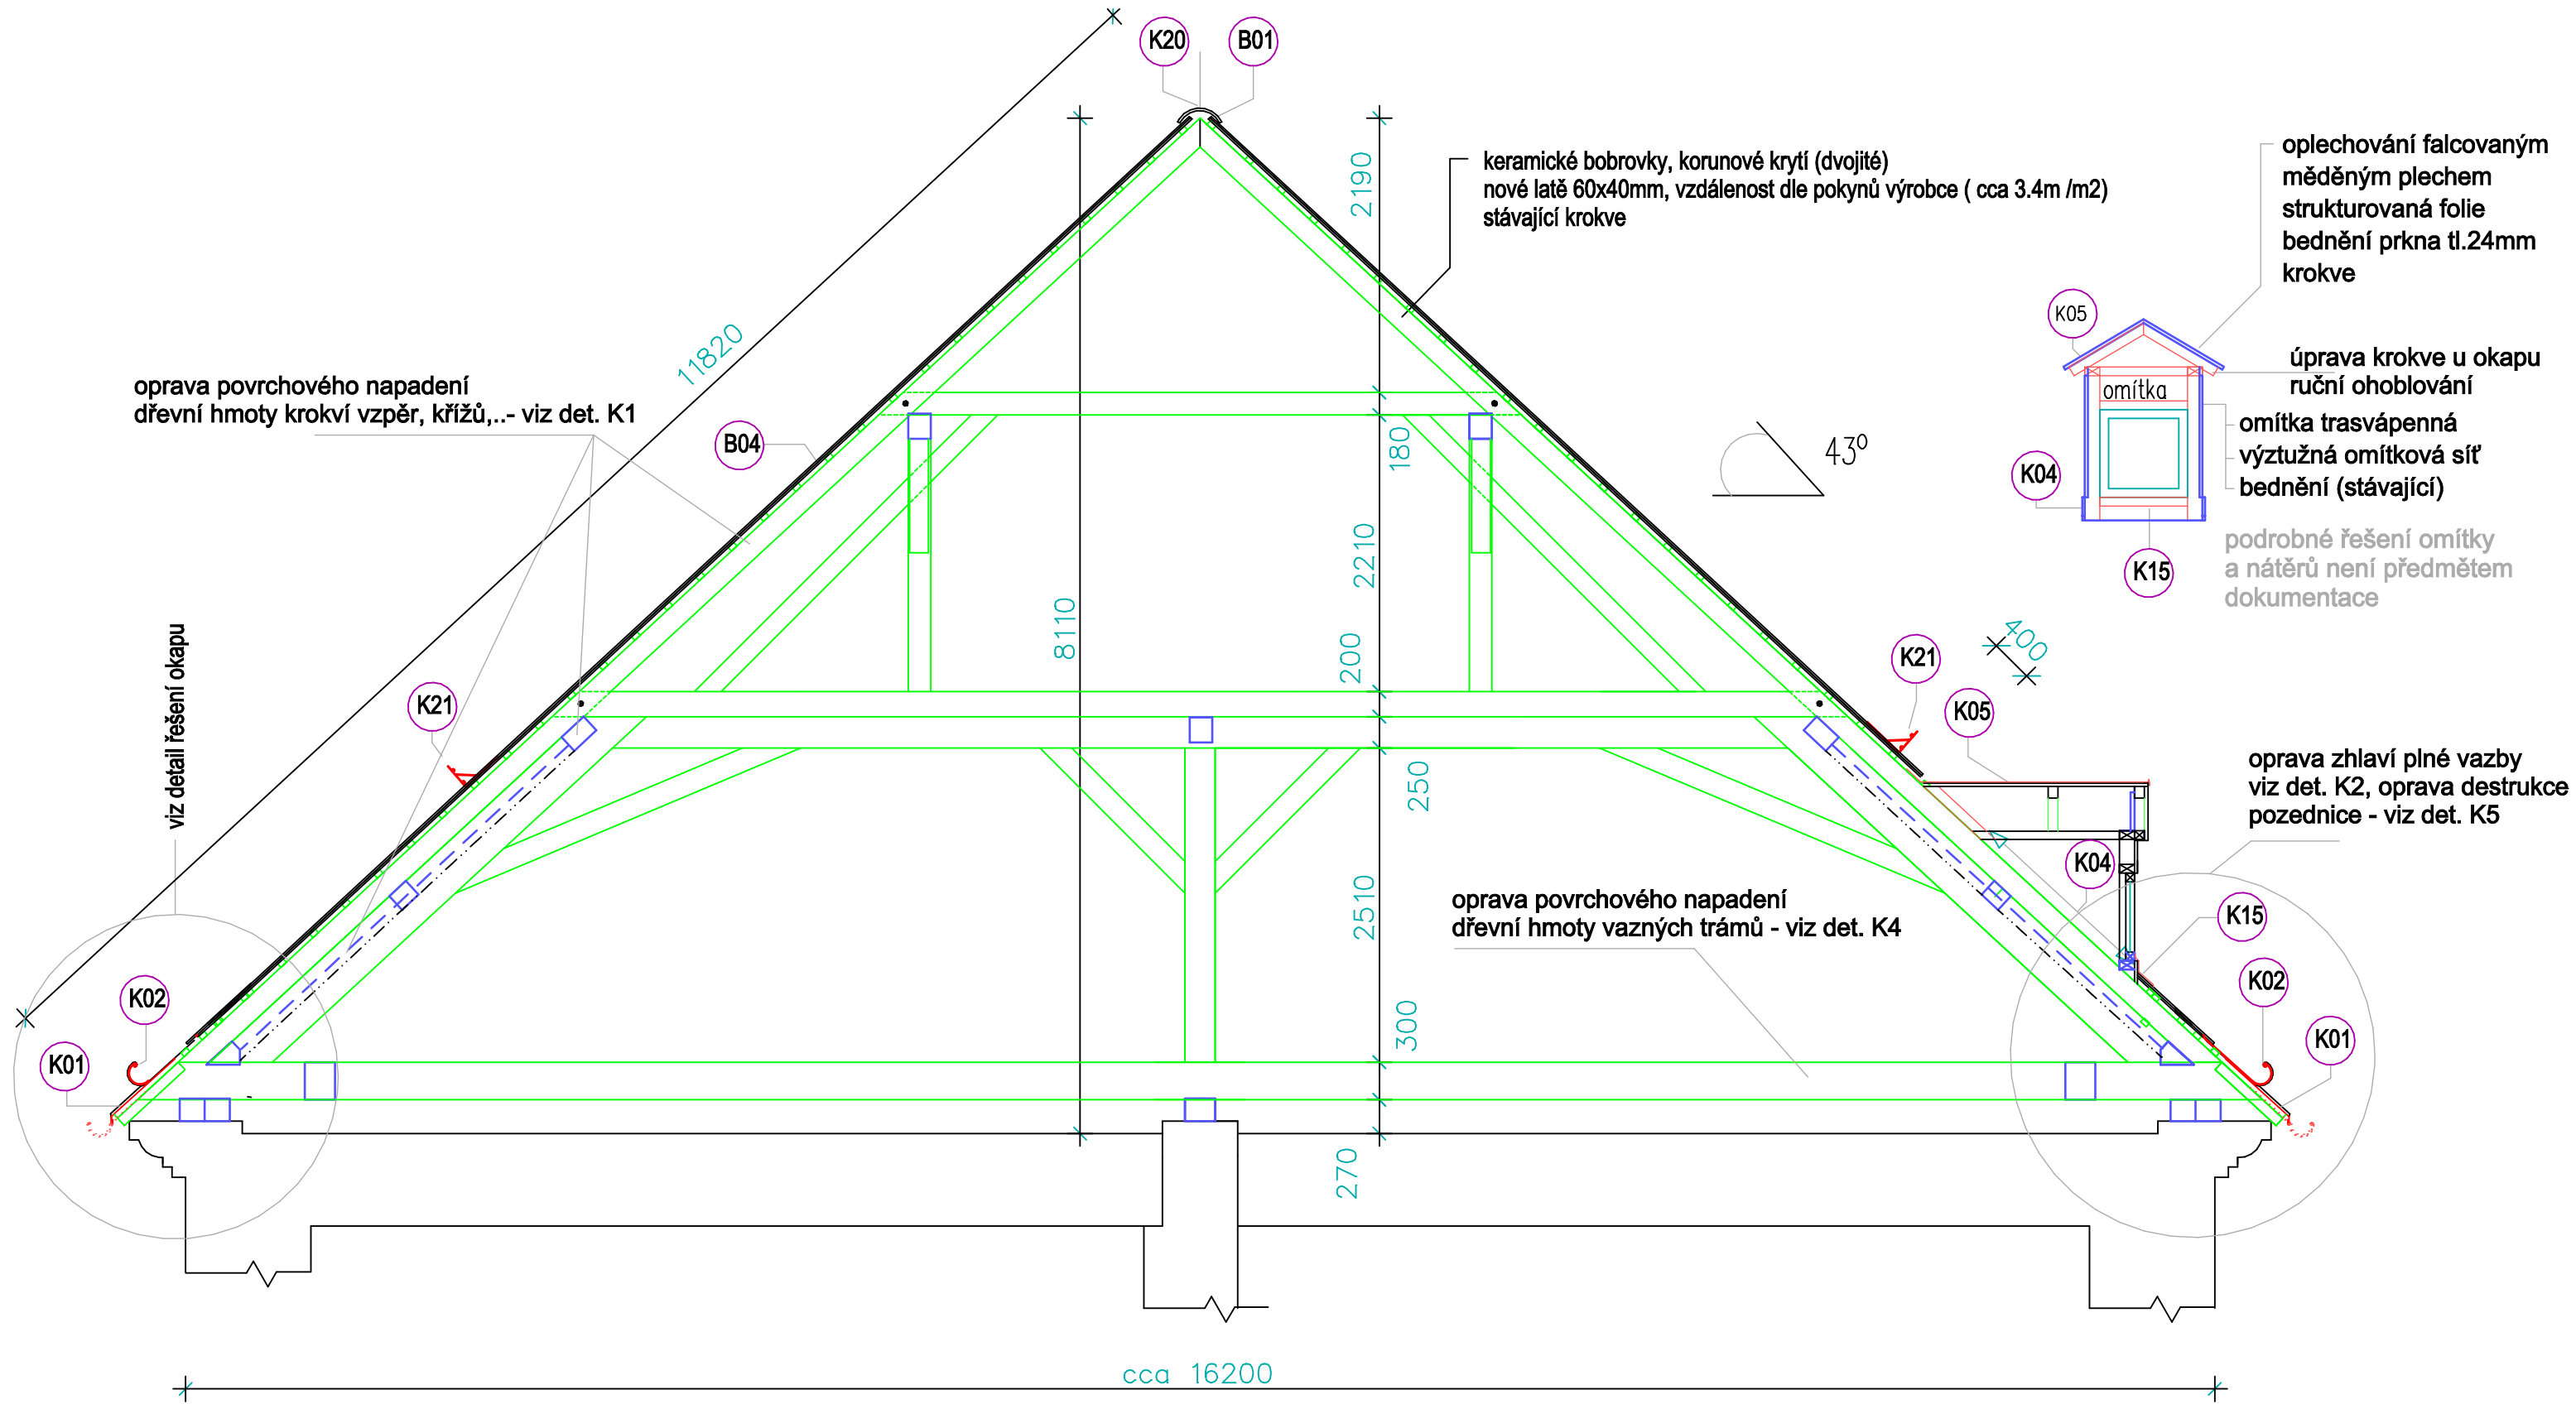 K20
B01
keramické bobrovky, korunové krytí (dvojité)
nové latě 60x40mm, vzdálenost dle pokynů výrobce ( cca 3.4m /m2)
stávající krokve
oplechování falcovaným
měděným plechem
strukturovaná folie
bednění prkna tl.24mm
krokve
K05
úprava krokve u okapu
ruční ohoblování
omítka
omítka trasvápenná
výztužná omítková síť
bednění (stávající)
K04
K15
podrobné řešení omítky
a nátěrů není předmětem
dokumentace
11820
2190
oprava povrchového napadení
dřevní hmoty krokví vzpěr, křížů,..- viz det. K1
B04
180
43⁰
2210
8110
200
400
viz detail řešení okapu
K21
K21
K05
250
oprava zhlaví plné vazby
viz det. K2, oprava destrukce
pozednice - viz det. K5
K04
2510
oprava povrchového napadení
dřevní hmoty vazných trámů - viz det. K4
K15
K02
K02
300
K01
K01
270
cca 16200